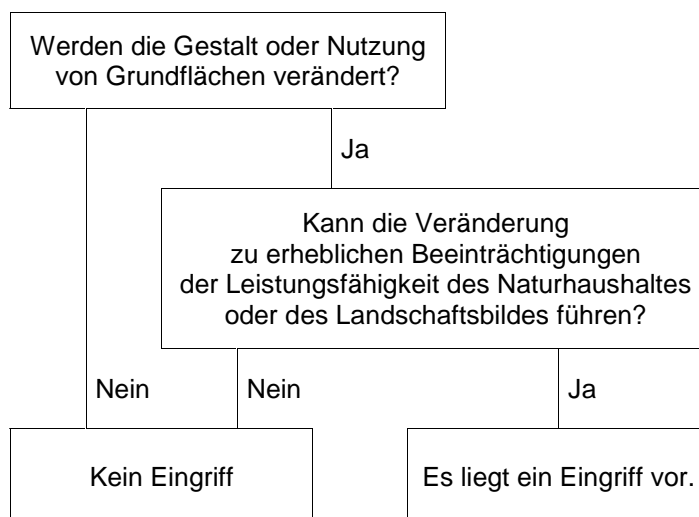 Werden die Gestalt oder Nutzung
von Grundflächen verändert?
Ja
Kann die Veränderung
zu erheblichen Beeinträchtigungen
der Leistungsfähigkeit des Naturhaushaltes
oder des Landschaftsbildes führen?
Nein
Nein
Ja
Kein Eingriff
Es liegt ein Eingriff vor.